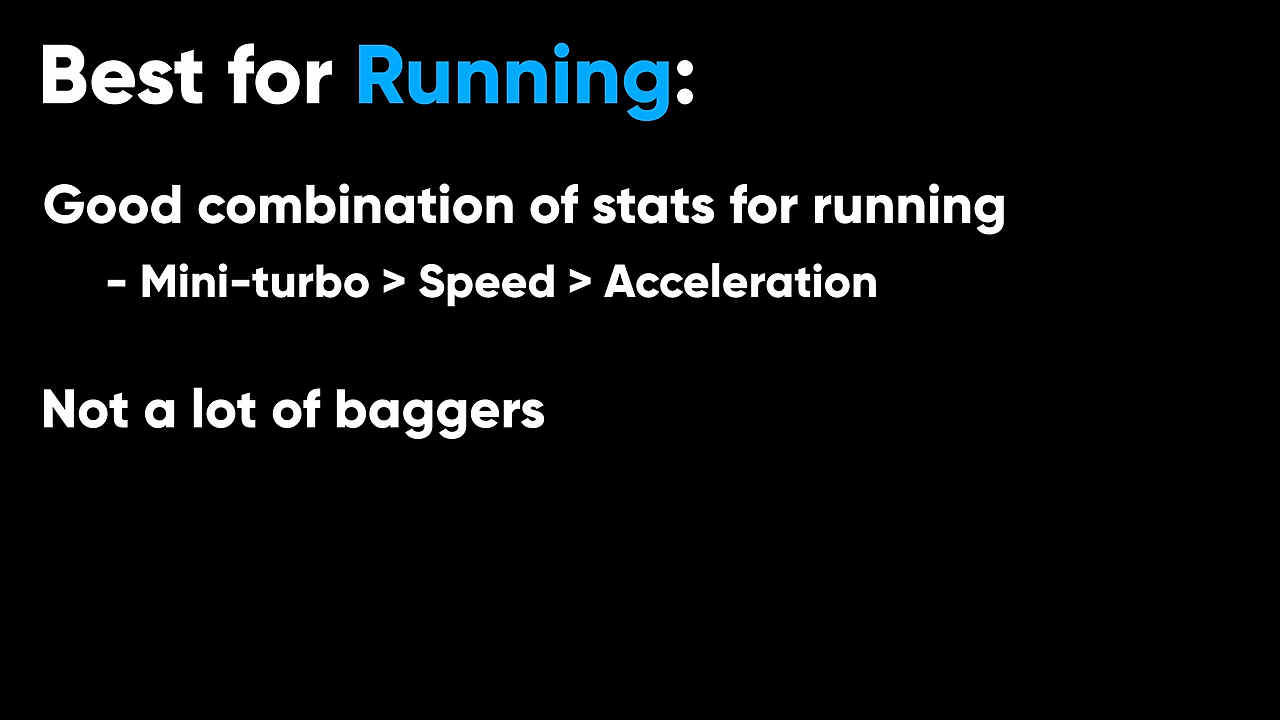 Best for Running:
Good combination of stats for running
- Mini-turbo > Speed > Acceleration
Not a lot of baggers